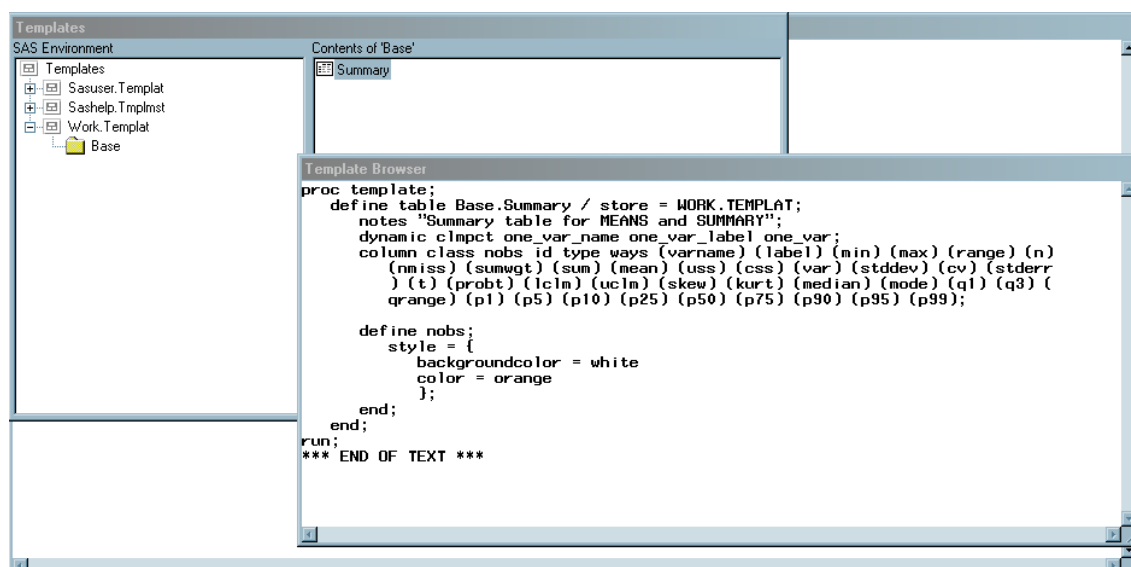 Templates
SAS Environment
Contents of 'Base'
Templates
Sasuser.Templat
Sashelp.Tmplmst
Work.Templat
Base
Summary
Template Browser
proc template;
define table Base.Summary / store = WORK.TEMPLAT;
notes "Summary table for MEANS and SUMMARY";
dynamic clmpct one_var_name one_var_label one_var;
column class nobs id type ways (varname) (label) (min) (max) (range) (n)
(nmiss) (sumwgt) (sum) (mean) (uss) (css) (var) (stddev) (cv) (stderr
) (t) (probt) (lclm) (uclm) (skew) (kurt) (median) (mode) (q1) (q3) (
qrange) (p1) (p5) (p10) (p25) (p50) (p75) (p90) (p95) (p99);
define nobs;
style = {
backgroundcolor = white
color = orange
};
end;
end;
run;
*** END OF TEXT ***